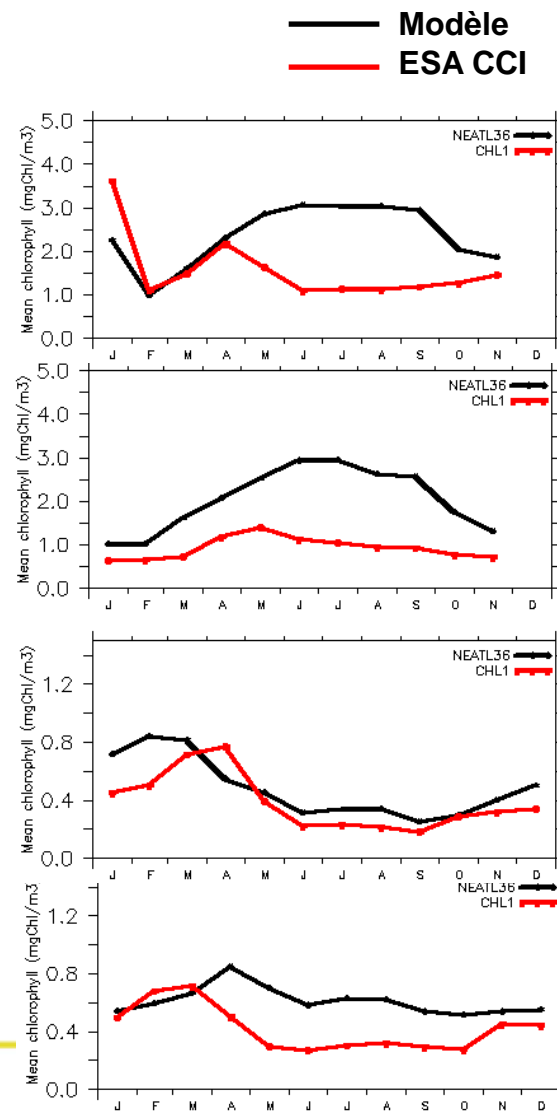 Modèle
ESA CCI
Mean chlorophyll (mgChl/m3)
5.0
4.0
3.0
2.0
1.0
0.0
NEATL36
CHL1
J F M A M J J A S O N D
Mean chlorophyll (mgChl/m3)
5.0
4.0
3.0
2.0
1.0
0.0
NEATL36
CHL1
J F M A M J J A S O N D
Mean chlorophyll (mgChl/m3)
1.2
0.8
0.4
0.0
NEATL36
CHL1
J F M A M J J A S O N D
Mean chlorophyll (mgChl/m3
1.2
0.8
0.4
0.0
NEATL36
CHL1
J F M A M J J A S O N D